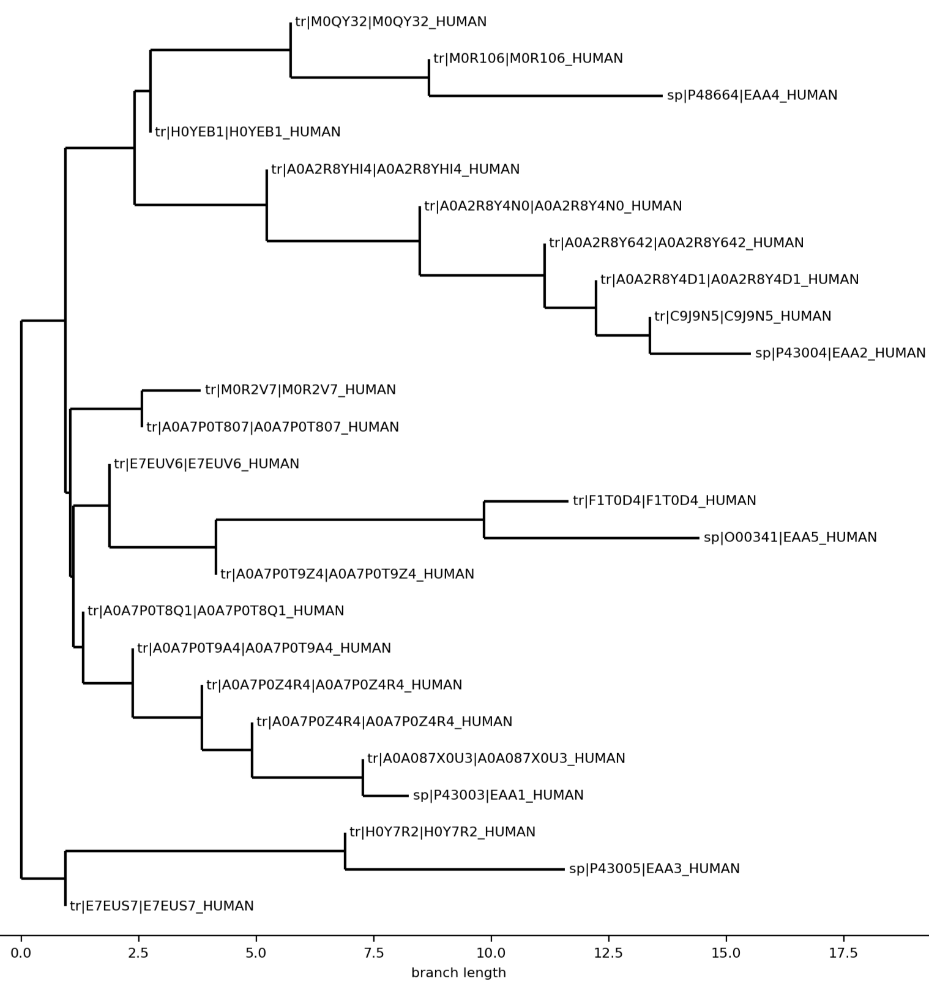 tr|M0QY32|M0QY32_HUMAN
tr|M0R106|M0R106_HUMAN
sp|P48664|EAA4_HUMAN
tr|H0YEB1|H0YEB1_HUMAN
tr|A0A2R8YHI4|A0A2R8YHI4_HUMAN
tr|A0A2R8Y4N0|A0A2R8Y4N0_HUMAN
tr|A0A2R8Y642|A0A2R8Y642_HUMAN
tr|A0A2R8Y4D1|A0A2R8Y4D1_HUMAN
tr|C9J9N5|C9J9N5_HUMAN
sp|P43004|EAA2_HUMAN
tr|M0R2V7|M0R2V7_HUMAN
tr|A0A7P0T807|A0A7P0T807_HUMAN
tr|E7EUV6|E7EUV6_HUMAN
tr|F1T0D4|F1T0D4_HUMAN
sp|O00341|EAA5_HUMAN
tr|A0A7P0T9Z4|A0A7P0T9Z4_HUMAN
tr|A0A7P0T8Q1|A0A7P0T8Q1_HUMAN
tr|A0A7P0T9A4|A0A7P0T9A4_HUMAN
tr|A0A7P0Z4R4|A0A7P0Z4R4_HUMAN
tr|A0A7P0Z4R4|A0A7P0Z4R4_HUMAN
tr|A0A087X0U3|A0A087X0U3_HUMAN
sp|P43003|EAA1_HUMAN
tr|H0Y7R2|H0Y7R2_HUMAN
sp|P43005|EAA3_HUMAN
tr|E7EUS7|E7EUS7_HUMAN
0.0 2.5 5.0 7.5 10.0 12.5 15.0 17.5
branch length